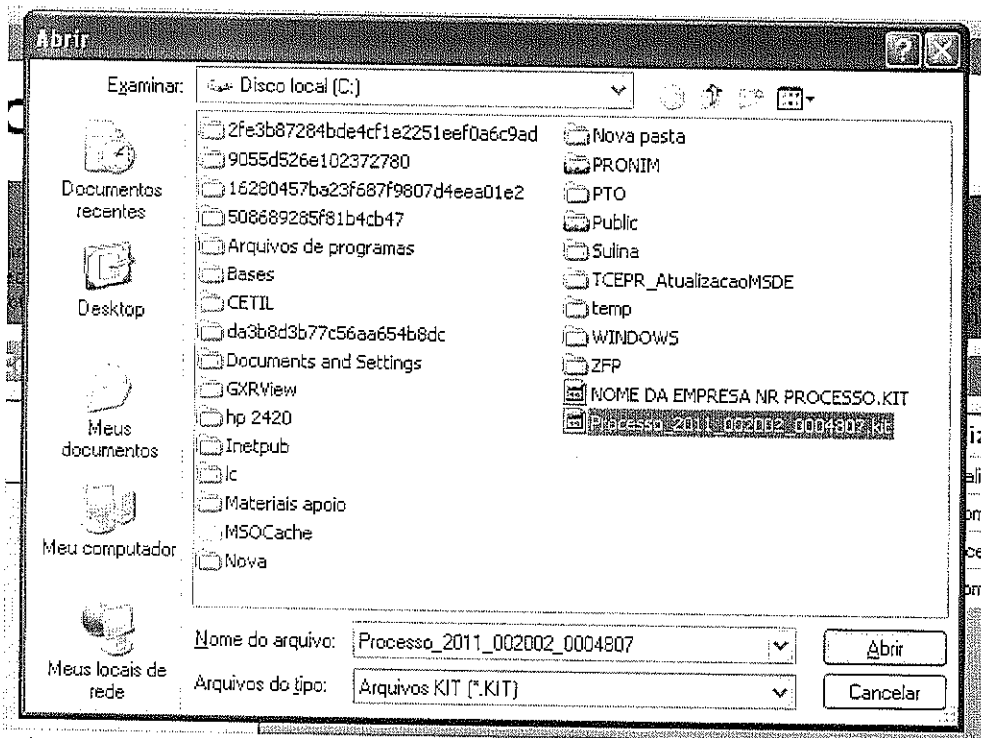 Abrir
Examinar:
Disco local (C:)
Documentos recentes
Desktop
Meus documentos
Meu computador
Meus locais de rede
2fe3b87284bde4cf1e2251eef0a6c9ad
9055d526e102372780
16280457ba23f687f9807d4eea01e2
508689285f81b4cb47
Arquivos de programas
Bases
CETIL
da3b8d3b77c56aa654b8dc
Documents and Settings
GXRView
hp 2420
Inetpub
lc
Materiais apoio
MSOCache
Nova
Nova pasta
PRONIM
PTO
Public
Sulina
TCEPR_AtualizacaoMSDE
temp
WINDOWS
ZFP
NOME DA EMPRESA NR PROCESSO.KIT
Processo_2011_002002_0004807.kit
Nome do arquivo:
Processo_2011_002002_0004807
Abrir
Arquivos do tipo:
Arquivos KIT (*.KIT)
Cancelar